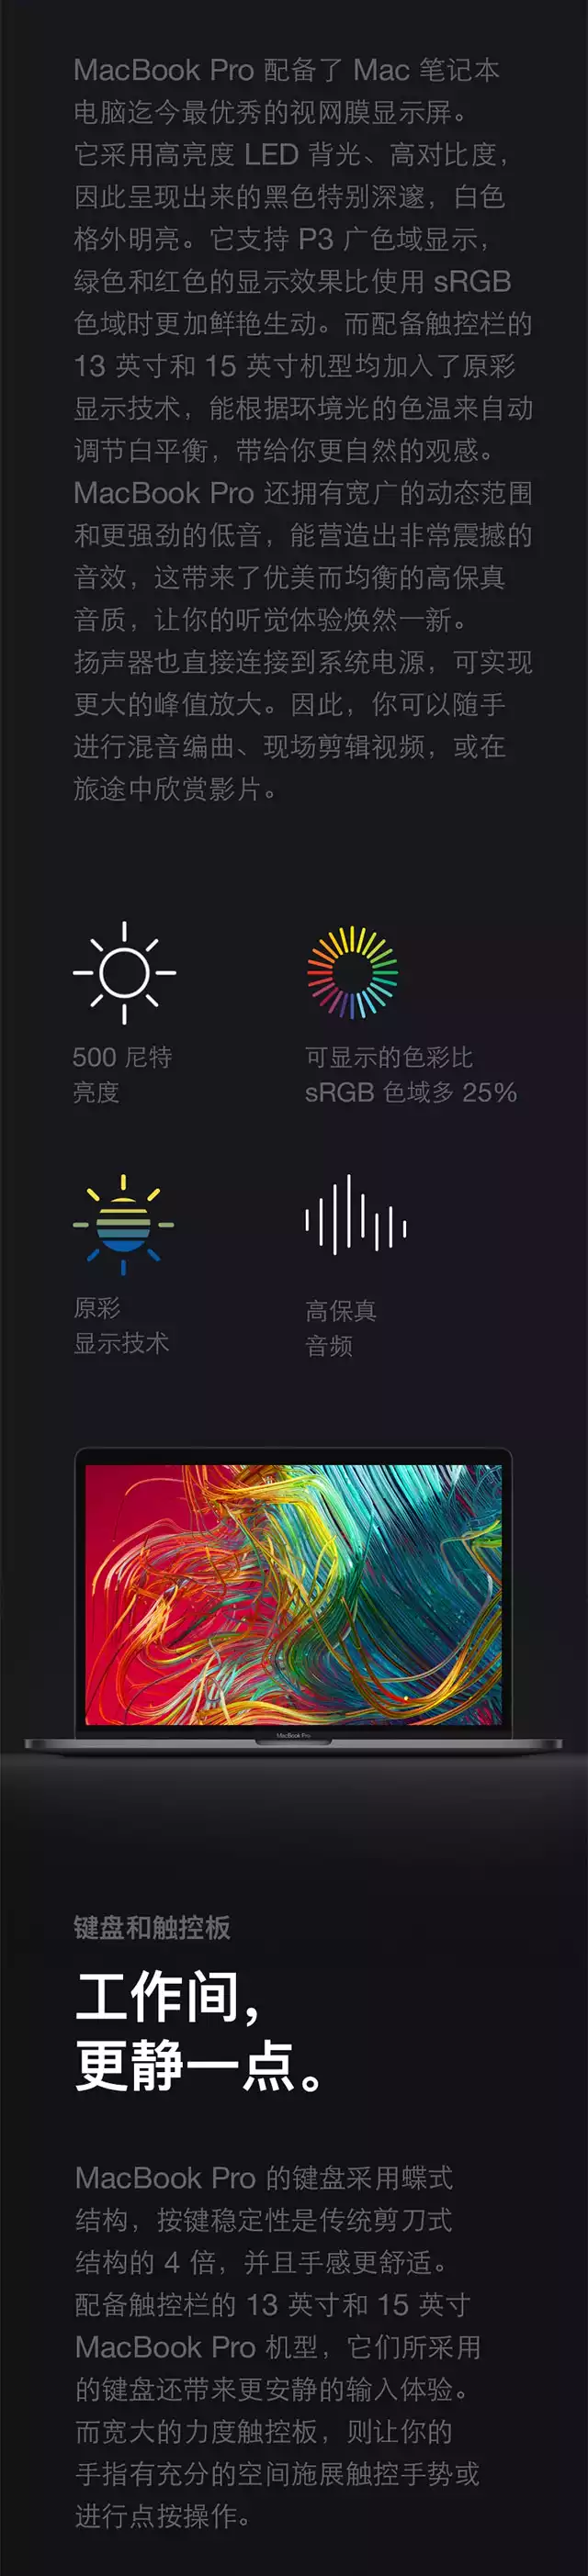 MacBook Pro 配备了 Mac 笔记本
电脑迄今最优秀的视网膜显示屏。
它采用高亮度 LED 背光、高对比度，
因此呈现出来的黑色特别深邃，白色
格外明亮。它支持 P3 广色域显示，
绿色和红色的显示效果比使用 sRGB
色域时更加鲜艳生动。而配备触控栏的
13 英寸和 15 英寸机型均加入了原彩
显示技术，能根据环境光的色温来自动
调节白平衡，带给你更自然的观感。
MacBook Pro 还拥有宽广的动态范围
和更强劲的低音，能营造出非常震撼的
音效，这带来了优美而均衡的高保真
音质，让你的听觉体验焕然一新。
扬声器也直接连接到系统电源，可实现
更大的峰值放大。因此，你可以随手
进行混音编曲、现场剪辑视频，或在
旅途中欣赏影片。
500 尼特
亮度
可显示的色彩比
sRGB 色域多 25%
原彩
显示技术
高保真
音频
MacBook Pro
键盘和触控板
工作间，
更静一点。
MacBook Pro 的键盘采用蝶式
结构，按键稳定性是传统剪刀式
结构的 4 倍，并且手感更舒适。
配备触控栏的 13 英寸和 15 英寸
MacBook Pro 机型，它们所采用
的键盘还带来更安静的输入体验。
而宽大的力度触控板，则让你的
手指有充分的空间施展触控手势或
进行点按操作。